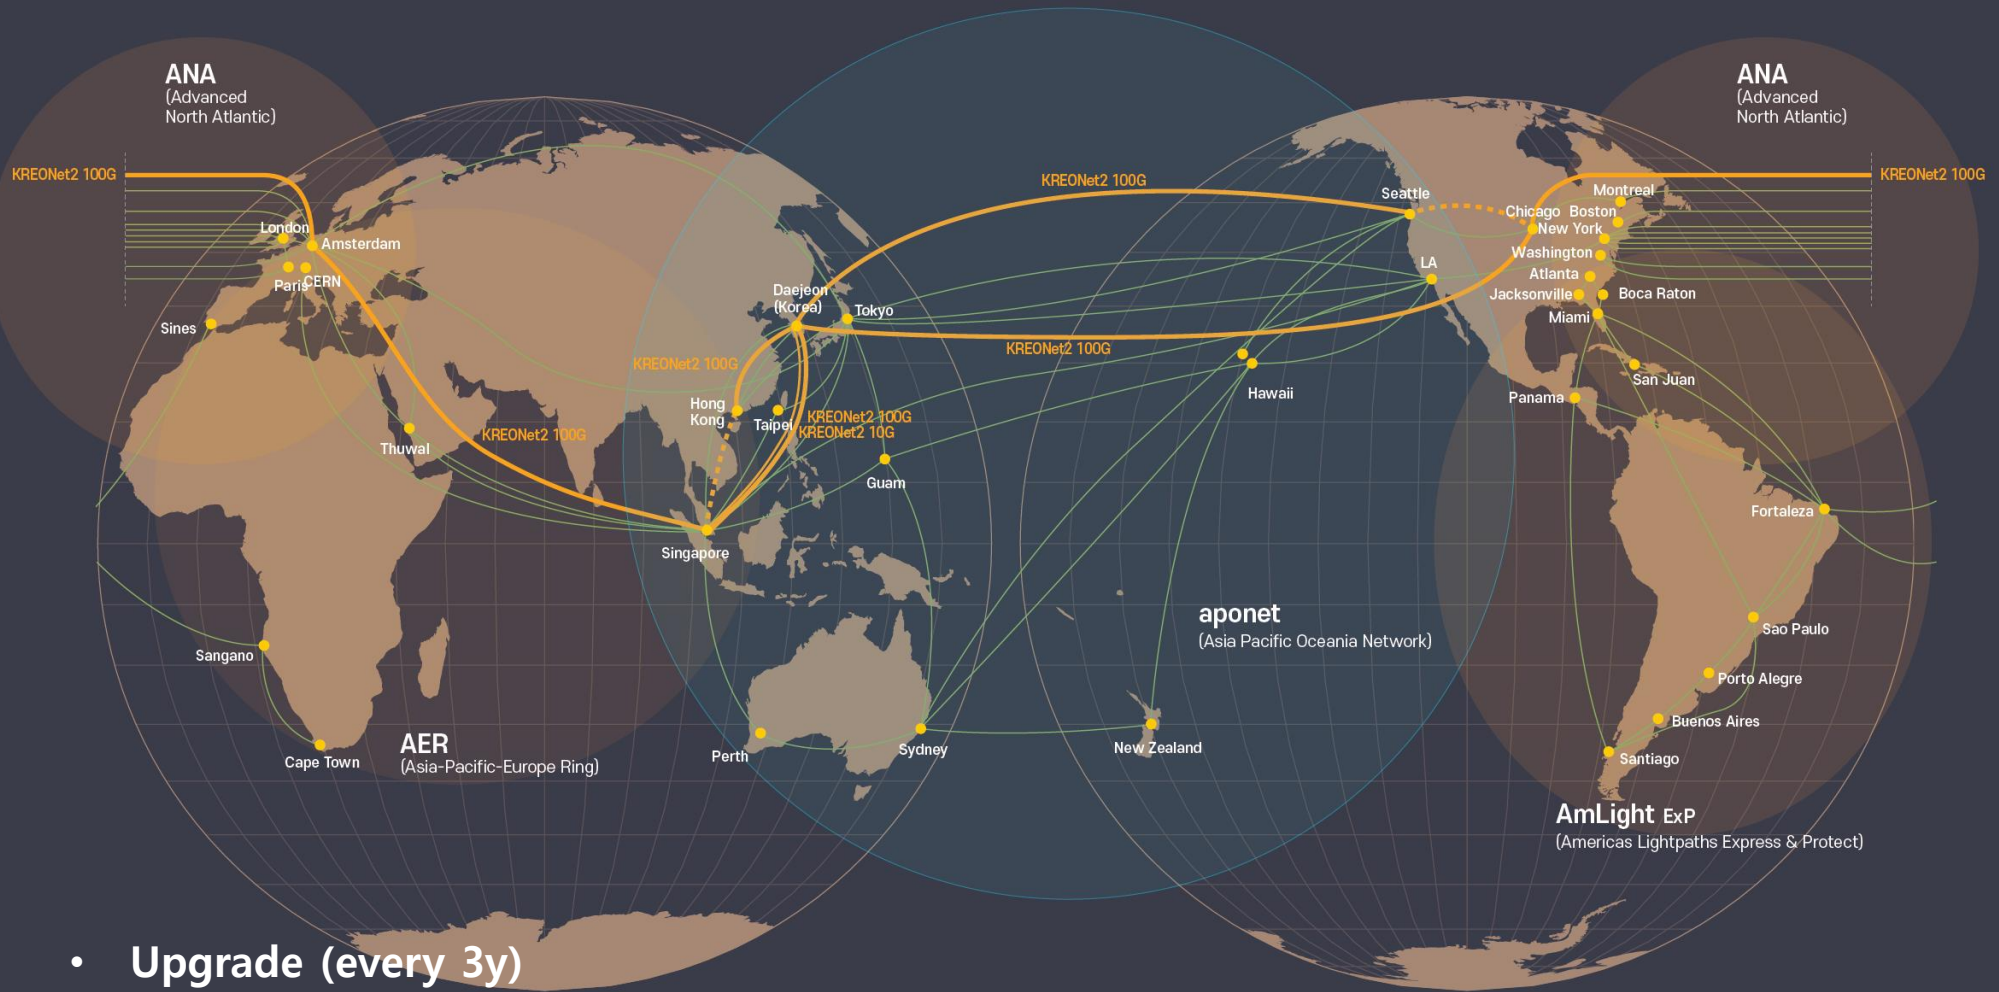 ANA
(Advanced
North Atlantic)
ANA
(Advanced
North Atlantic)
KREONet2 100G
KREONet2 100G
KREONet2 100G
Seattle
Montreal
Chicago
Boston
New York
London
Amsterdam
Washington
LA
Atlanta
Paris
CERN
Daejeon
(Korea)
Jacksonville
Boca Raton
Tokyo
Miami
Sines
KREONet2 100G
KREONet2 100G
San Juan
Hawaii
Panama
Hong
Kong
Taipei
KREONet2 100G
KREONet2 10G
KREONet2 100G
Thuwal
Guam
Fortaleza
Singapore
aponet
(Asia Pacific Oceania Network)
Sao Paulo
Sangano
Porto Alegre
Buenos Aires
AER
(Asia-Pacific-Europe Ring)
Perth
Sydney
New Zealand
Santiago
Cape Town
AmLight ExP
(Americas Lightpaths Express & Protect)
• Upgrade (every 3y)